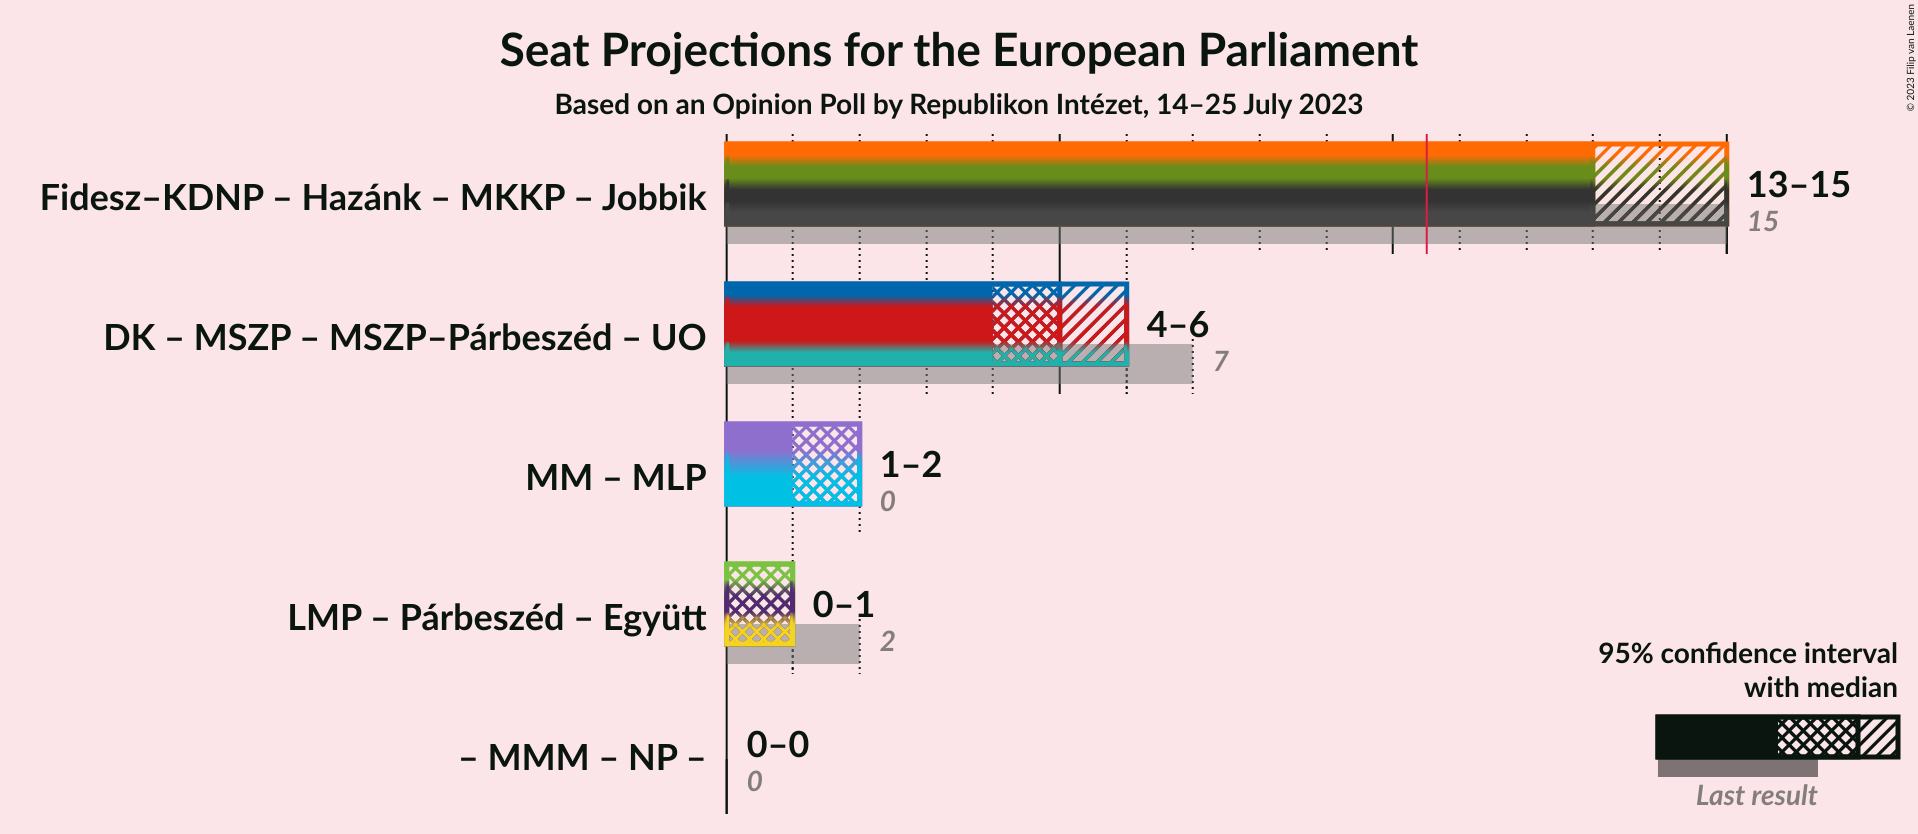 Seat Projections for the European Parliament
Based on an Opinion Poll by Republikon Intézet, 14–25 July 2023
© 2023 Filip van Laenen
Fidesz–KDNP – Hazánk – MKKP – Jobbik
13–15
15
DK – MSZP – MSZP–Párbeszéd – UO
4–6
7
MM – MLP
1–2
0
LMP – Párbeszéd – Együtt
0–1
2
– MMM – NP –
0–0
0
95% confidence interval
with median
Last result